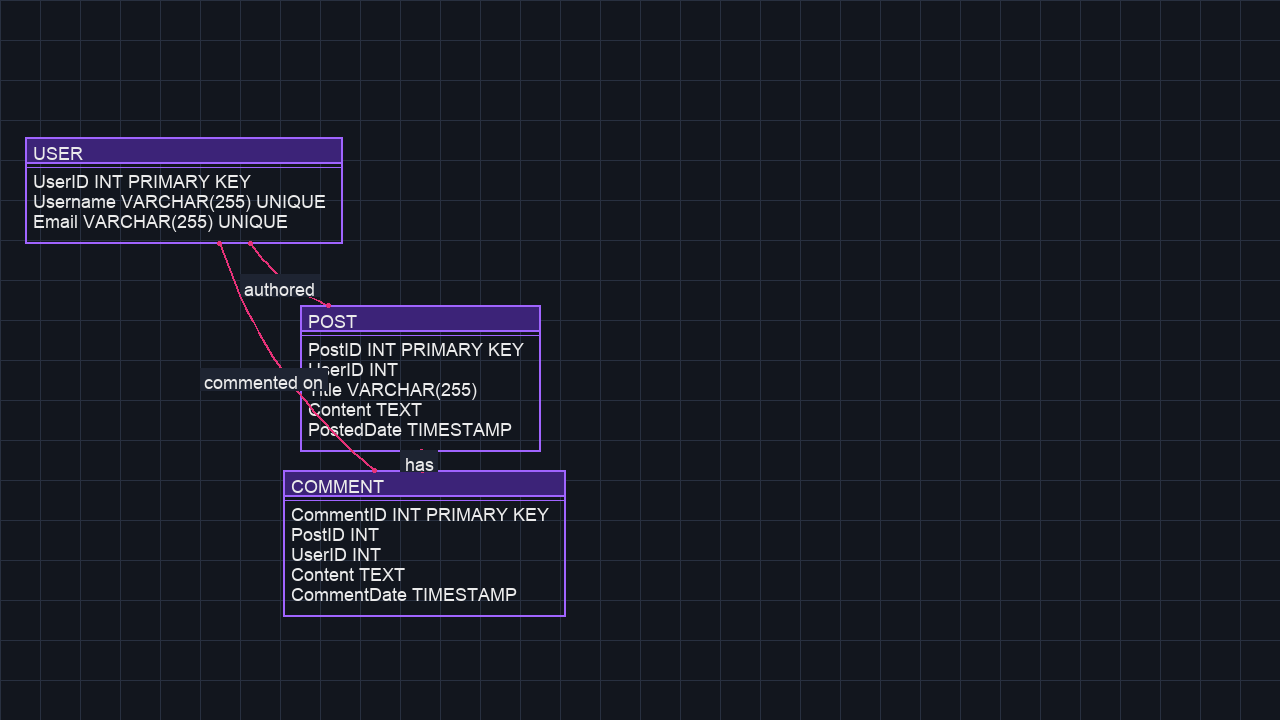 USER
UserID INT PRIMARY KEY
Username VARCHAR(255) UNIQUE
Email VARCHAR(255) UNIQUE
authored
POST
PostID INT PRIMARY KEY
UserID INT
commented on
Title VARCHAR(255)
Content TEXT
PostedDate TIMESTAMP
has
COMMENT
CommentID INT PRIMARY KEY
PostID INT
UserID INT
Content TEXT
CommentDate TIMESTAMP